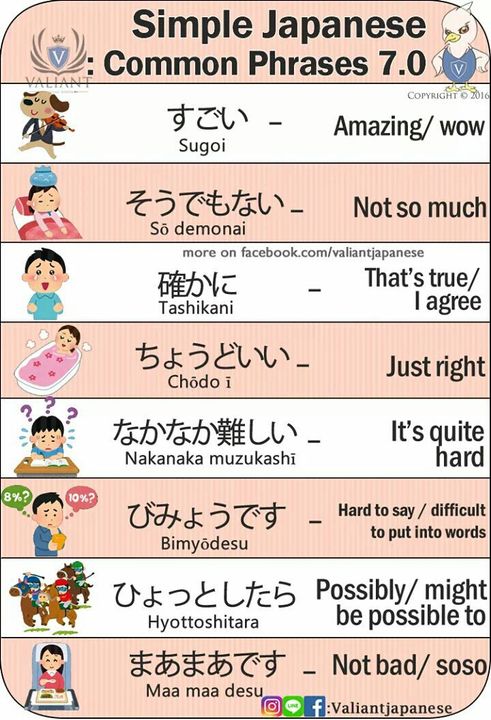 Simple Japanese
: Common Phrases 7.0
VALIANT
COPYRIGHT © 2016
V
すごい – Amazing/ wow
Sugoi
そうでもない – Not so much
Sō demonai
more on facebook.com/valiantjapanese
確かに – That's true/
I agree
Tashikani
ちょうどいい – Just right
Chōdo ī
? ? ?
なかなか難しい – It's quite
hard
Nakanaka muzukashī
8%? 10%?
びみょうです – Hard to say / difficult
to put into words
Bimyōdesu
ひょっとしたら Possibly/ might
be possible to
Hyottoshitara
まあまあです – Not bad/ soso
Maa maa desu
LINE f :Valiantjapanese